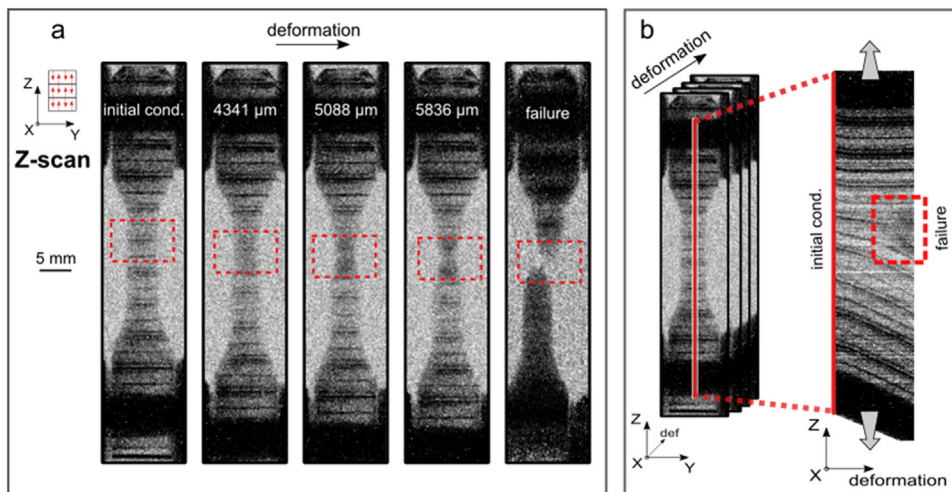 a
deformation
Z
X
Y
Z-scan
5 mm
initial cond.
4341 µm
5088 µm
5836 µm
failure
b
deformation
initial cond.
failure
Z
def
X
Y
Z
X
deformation